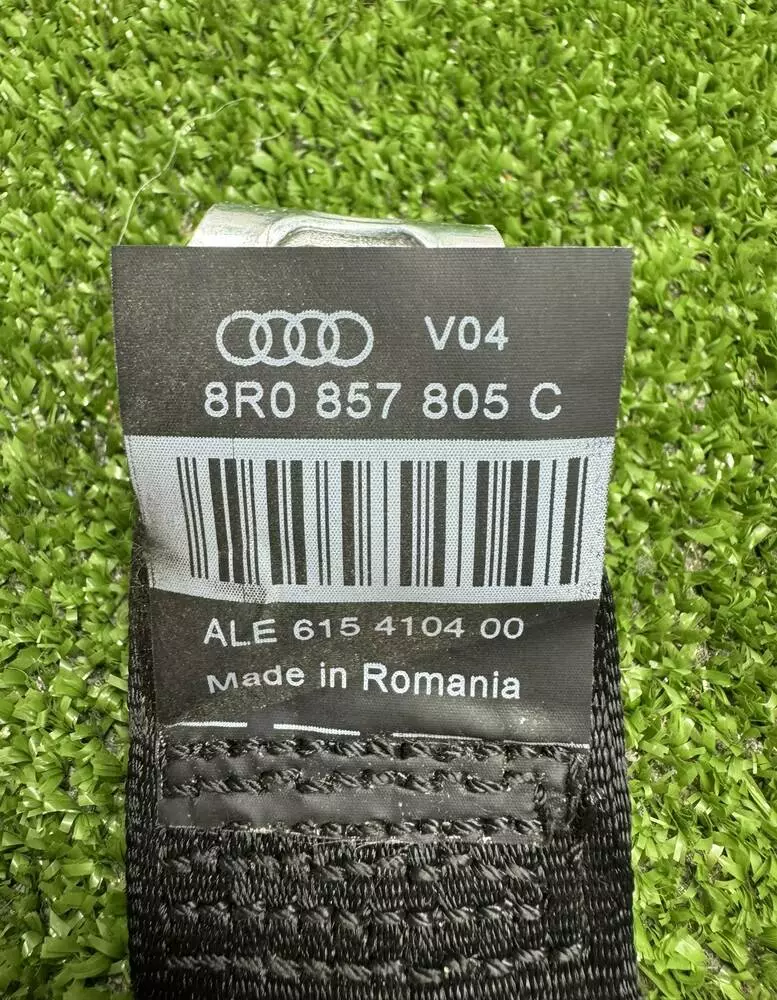 V04
8R0 857 805 C
ALE 615 4104 00
Made in Romania